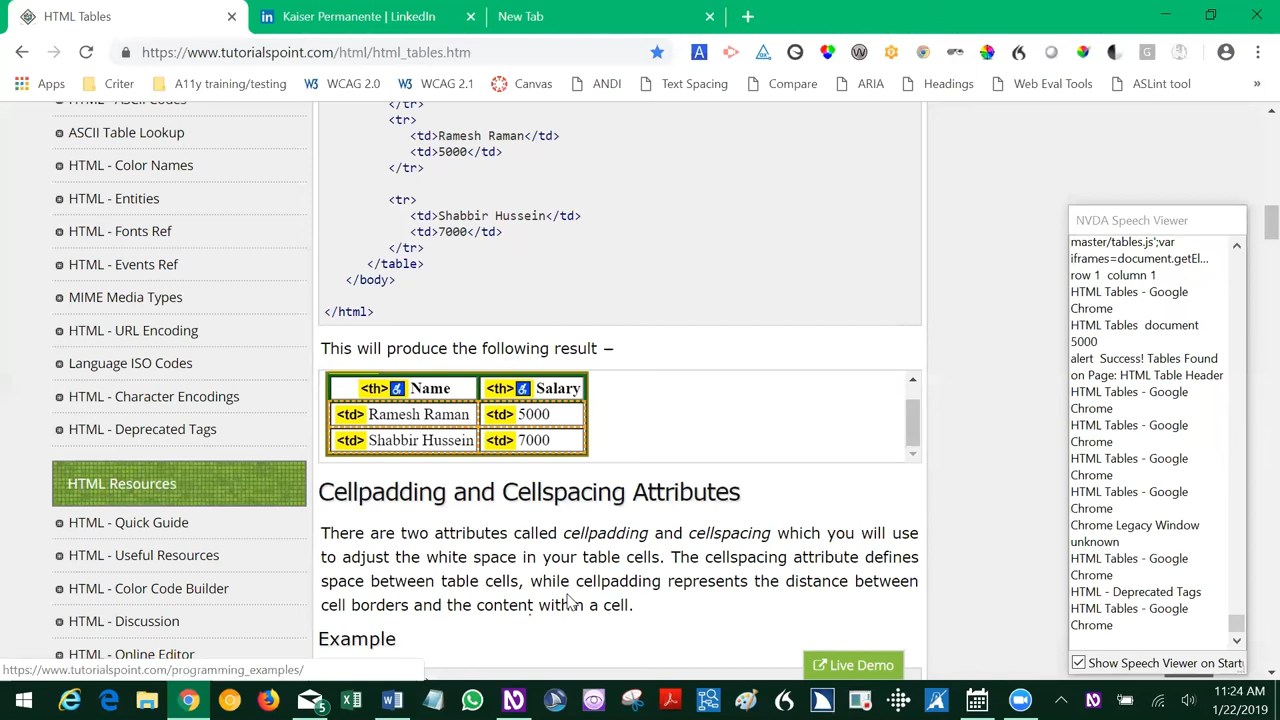 HTML Tables
Kaiser Permanente | LinkedIn
New Tab
https://www.tutorialspoint.com/html/html_tables.htm
Apps
Criter
A11y training/testing
W3 WCAG 2.0
W3 WCAG 2.1
Canvas
ANDI
Text Spacing
Compare
ARIA
Headings
Web Eval Tools
ASLint tool
»
HTML - ASCII Codes
ASCII Table Lookup
HTML - Color Names
HTML - Entities
HTML - Fonts Ref
HTML - Events Ref
MIME Media Types
HTML - URL Encoding
Language ISO Codes
HTML - Character Encodings
HTML - Deprecated Tags
HTML Resources
HTML - Quick Guide
HTML - Useful Resources
HTML - Color Code Builder
HTML - Discussion
HTML - Online Editor
https://www.tutorialspoint.com/programming_examples/
</tr>
<tr>
<td>Ramesh Raman</td>
<td>5000</td>
</tr>
<tr>
<td>Shabbir Hussein</td>
<td>7000</td>
</tr>
</table>
</body>
</html>
This will produce the following result −
<th> Name <th> Salary
<td> Ramesh Raman <td> 5000
<td> Shabbir Hussein <td> 7000
Cellpadding and Cellspacing Attributes
There are two attributes called cellpadding and cellspacing which you will use
to adjust the white space in your table cells. The cellspacing attribute defines
space between table cells, while cellpadding represents the distance between
cell borders and the content within a cell.
Example
Live Demo
NVDA Speech Viewer
master/tables.js';var
iframes=document.getEl...
row 1 column 1
HTML Tables - Google
Chrome
HTML Tables document
5000
alert Success! Tables Found
on Page: HTML Table Header
HTML Tables - Google
Chrome
HTML Tables - Google
Chrome
HTML Tables - Google
Chrome
HTML Tables - Google
Chrome
Chrome Legacy Window
unknown
HTML Tables - Google
Chrome
HTML - Deprecated Tags
HTML Tables - Google
Chrome
Show Speech Viewer on Start
11:24 AM
1/22/2019